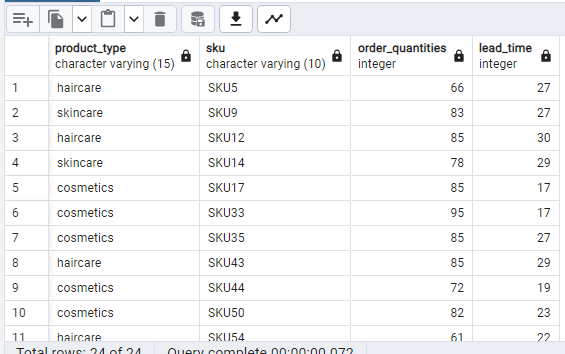 product_type sku order_quantities lead_time
character varying (15) character varying (10) integer integer
1 haircare SKU5 66 27
2 skincare SKU9 83 27
3 haircare SKU12 85 30
4 skincare SKU14 78 29
5 cosmetics SKU17 85 17
6 cosmetics SKU33 95 17
7 cosmetics SKU35 85 27
8 haircare SKU43 85 29
9 cosmetics SKU44 72 19
10 cosmetics SKU50 82 23
11 haircare SKU54 61 22
Total rows: 24 of 24 Query complete 00:00:00.072